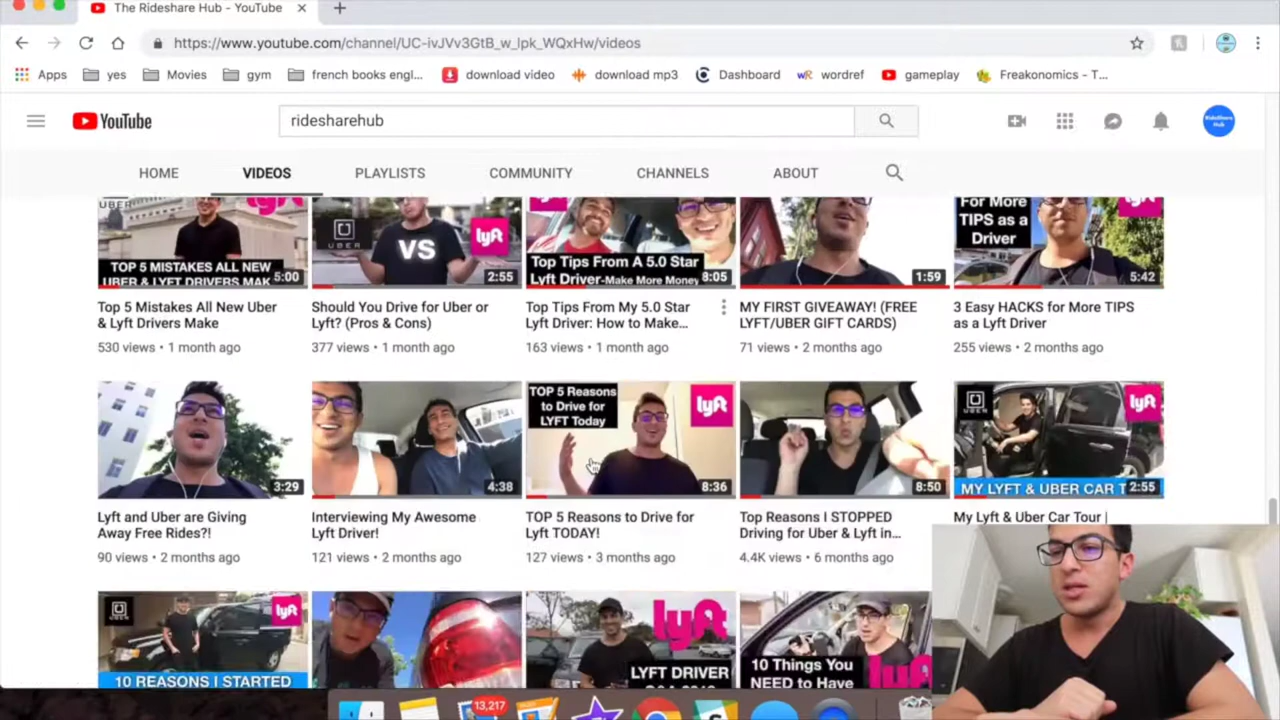 The Rideshare Hub - YouTube
https://www.youtube.com/channel/UC-ivJVv3GtB_w_lpk_WQxHw/videos
Apps yes Movies gym french books engl... download video download mp3 Dashboard wordref gameplay Freakonomics - T...
YouTube ridesharehub RideShare Hub
HOME VIDEOS PLAYLISTS COMMUNITY CHANNELS ABOUT
UBER
TOP 5 MISTAKES ALL NEW
UBER & LYFT DRIVERS MAK
5:00
UBER VS lyft
2:55
Top Tips From A 5.0 Star
Lyft Driver-Make More Money
8:05
1:59
For More
TIPS as a
Driver
5:42
Top 5 Mistakes All New Uber
& Lyft Drivers Make
530 views • 1 month ago
Should You Drive for Uber or
Lyft? (Pros & Cons)
377 views • 1 month ago
Top Tips From My 5.0 Star
Lyft Driver: How to Make...
163 views • 1 month ago
MY FIRST GIVEAWAY! (FREE
LYFT/UBER GIFT CARDS)
71 views • 2 months ago
3 Easy HACKS for More TIPS
as a Lyft Driver
255 views • 2 months ago
3:29
4:38
TOP 5 Reasons
to Drive for
LYFT Today
lyft
8:36
8:50
UBER lyft
MY LYFT & UBER CAR T
2:55
Lyft and Uber are Giving
Away Free Rides?!
90 views • 2 months ago
Interviewing My Awesome
Lyft Driver!
121 views • 2 months ago
TOP 5 Reasons to Drive for
Lyft TODAY!
127 views • 3 months ago
Top Reasons I STOPPED
Driving for Uber & Lyft in...
4.4K views • 6 months ago
My Lyft & Uber Car Tour |
UBER lyft
10 REASONS I STARTED
lyft
LYFT DRIVER
10 Things You
NEED to Have
13,217